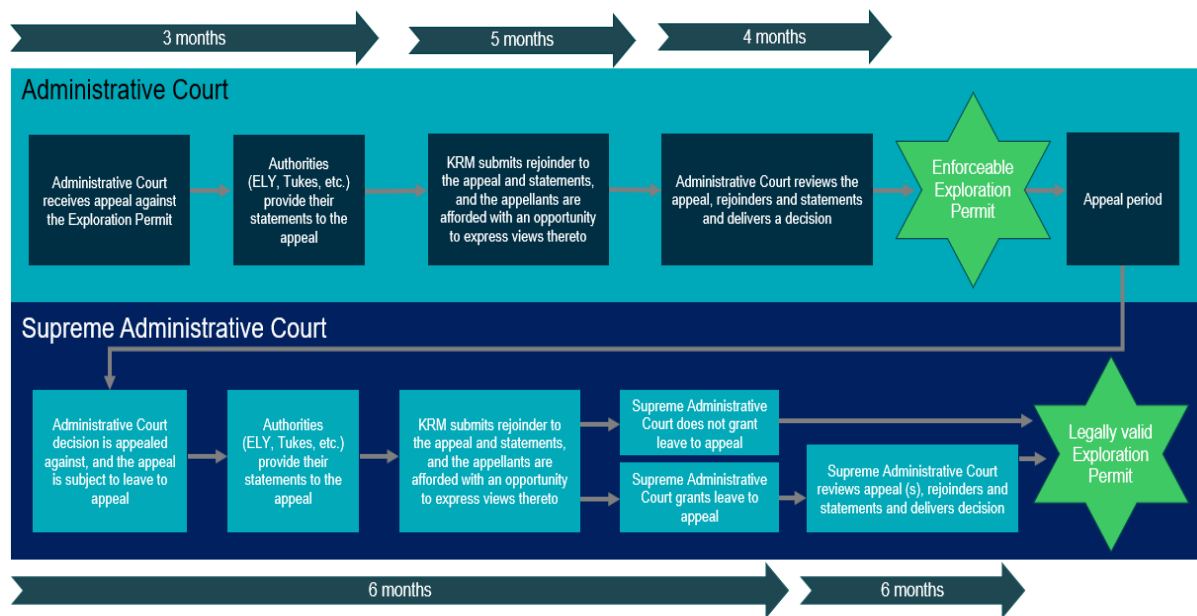 3 months
5 months
4 months
Administrative Court
Administrative Court
receives appeal against
the Exploration Permit
Authorities
(ELY, Tukes, etc.)
provide their
statements to the
appeal
KRM submits rejoinder to
the appeal and statements,
and the appellants are
afforded with an opportunity
to express views thereto
Administrative Court reviews the
appeal, rejoinders and statements
and delivers a decision
Enforceable
Exploration
Permit
Appeal period
Supreme Administrative Court
Administrative Court
decision is appealed
against, and the appeal
is subject to leave to
appeal
Authorities
(ELY, Tukes, etc.)
provide their
statements to the
appeal
KRM submits rejoinder to
the appeal and statements,
and the appellants are
afforded with an opportunity
to express views thereto
Supreme Administrative
Court does not grant
leave to appeal
Supreme Administrative
Court grants leave to
appeal
Supreme Administrative Court
reviews appeal (s), rejoinders and
statements and delivers decision
Legally valid
Exploration
Permit
6 months
6 months